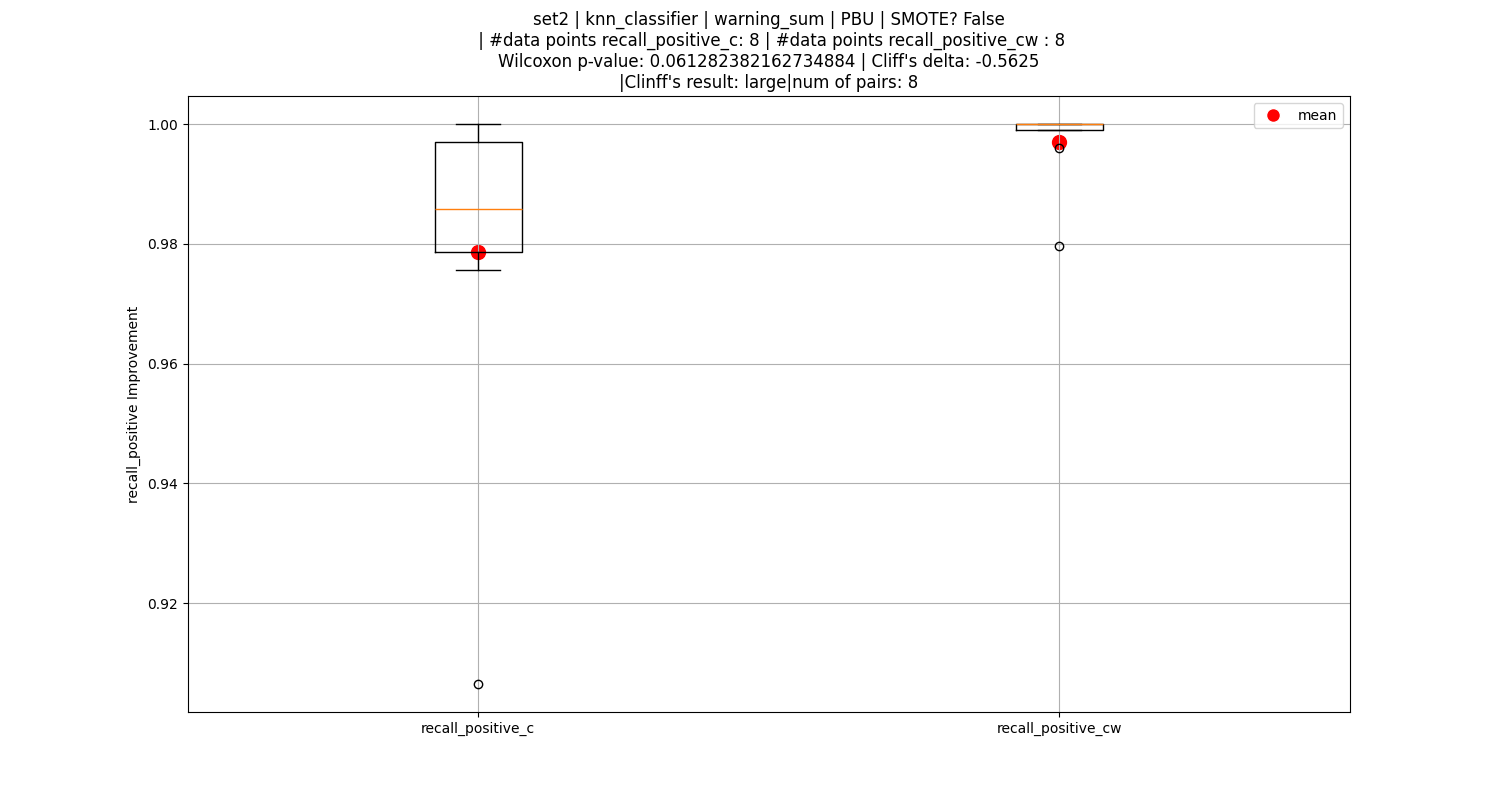 set2 | knn_classifier | warning_sum | PBU | SMOTE? False
| #data points recall_positive_c: 8 | #data points recall_positive_cw : 8
Wilcoxon p-value: 0.061282382162734884 | Cliff's delta: -0.5625
|Clinff's result: large|num of pairs: 8
mean
1.00
0.98
0.96
0.94
0.92
recall_positive Improvement
recall_positive_c
recall_positive_cw